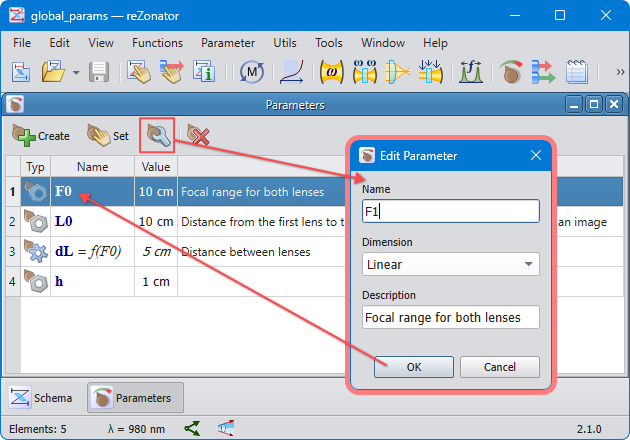 global_params — reZonator
File Edit View Functions Parameter Utils Tools Window Help
M
ω
»
Parameters
Create Set
Typ Name Value
1 F0 10 cm Focal range for both lenses
2 L0 10 cm Distance from the first lens to t an image
3 dL = f(F0) 5 cm Distance between lenses
4 h 1 cm
Edit Parameter
Name
F1
Dimension
Linear
Description
Focal range for both lenses
OK Cancel
Schema Parameters
Elements: 5 λ = 980 nm 2.1.0